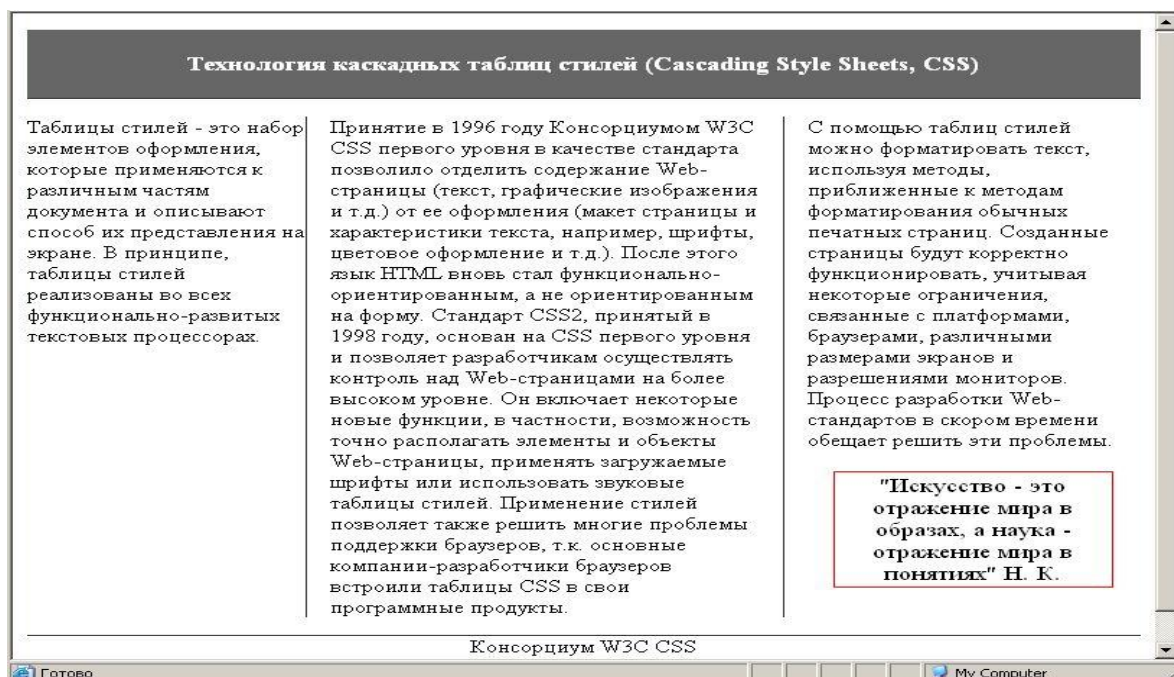 Технология каскадных таблиц стилей (Cascading Style Sheets, CSS)
Таблицы стилей - это набор
элементов оформления,
которые применяются к
различным частям
документа и описывают
способ их представления на
экране. В принципе,
таблицы стилей
реализованы во всех
функционально-развитых
текстовых процессорах.
Принятие в 1996 году Консорциумом W3C
CSS первого уровня в качестве стандарта
позволило отделить содержание Web-
страницы (текст, графические изображения
и т.д.) от ее оформления (макет страницы и
характеристики текста, например, шрифты,
цветовое оформление и т.д.). После этого
язык HTML вновь стал функционально-
ориентированным, а не ориентированным
на форму. Стандарт CSS2, принятый в
1998 году, основан на CSS первого уровня
и позволяет разработчикам осуществлять
контроль над Web-страницами на более
высоком уровне. Он включает некоторые
новые функции, в частности, возможность
точно располагать элементы и объекты
Web-страницы, применять загружаемые
шрифты или использовать звуковые
таблицы стилей. Применение стилей
позволяет также решить многие проблемы
поддержки браузеров, т.к. основные
компании-разработчики браузеров
встроили таблицы CSS в свои
программные продукты.
С помощью таблиц стилей
можно форматировать текст,
используя методы,
приближенные к методам
форматирования обычных
печатных страниц. Созданные
страницы будут корректно
функционировать, учитывая
некоторые ограничения,
связанные с платформами,
браузерами, различными
размерами экранов и
разрешениями мониторов.
Процесс разработки Web-
стандартов в скором времени
обещает решить эти проблемы.
"Искусство - это
отражение мира в
образах, а наука -
отражение мира в
понятиях" Н. К.
Консорциум W3C CSS
Готово
My Computer